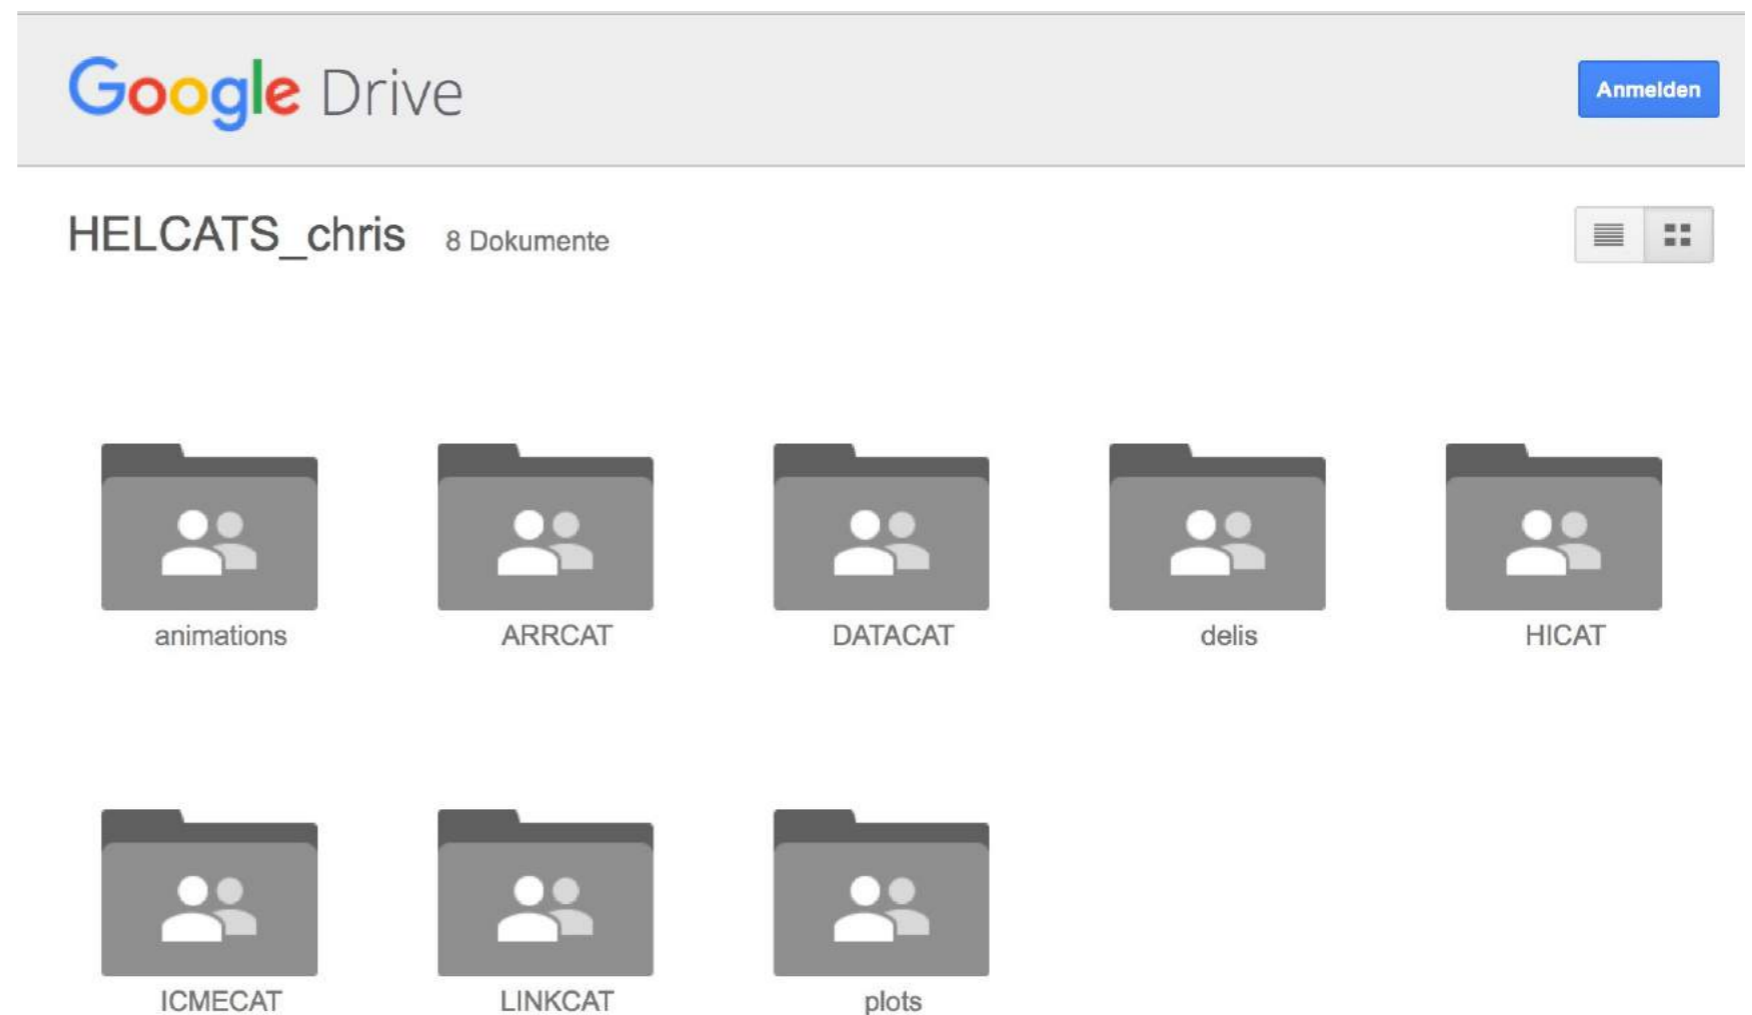 Google Drive
Anmelden
HELCATS_chris 8 Dokumente
animations ARRCAT DATACAT delis HICAT
ICMECAT LINKCAT plots